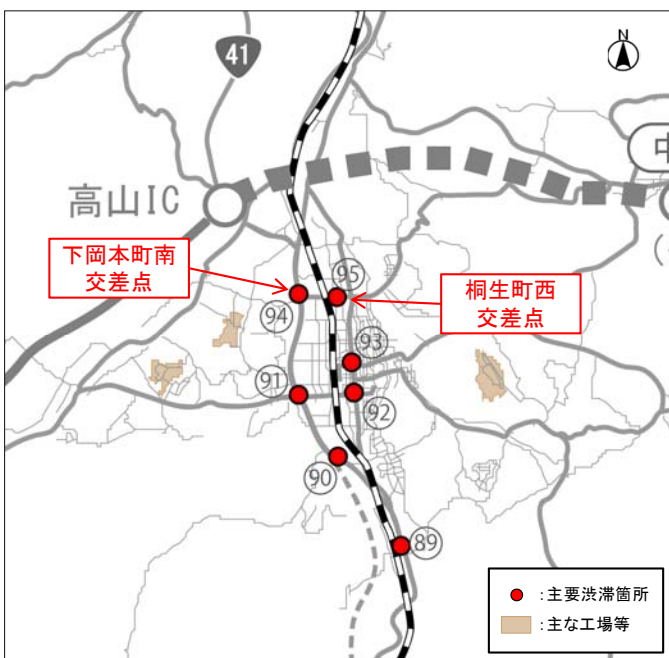 N
41
中
高山IC
(
下岡本町南
交差点
95
桐生町西
交差点
94
93
91
92
90
89
:主要渋滞箇所
:主な工場等